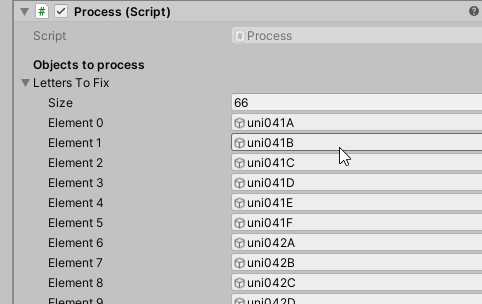 Process (Script)
Script Process
Objects to process
Letters To Fix
Size 66
Element 0 uni041A
Element 1 uni041B
Element 2 uni041C
Element 3 uni041D
Element 4 uni041E
Element 5 uni041F
Element 6 uni042A
Element 7 uni042B
Element 8 uni042C
Element 9 uni042D